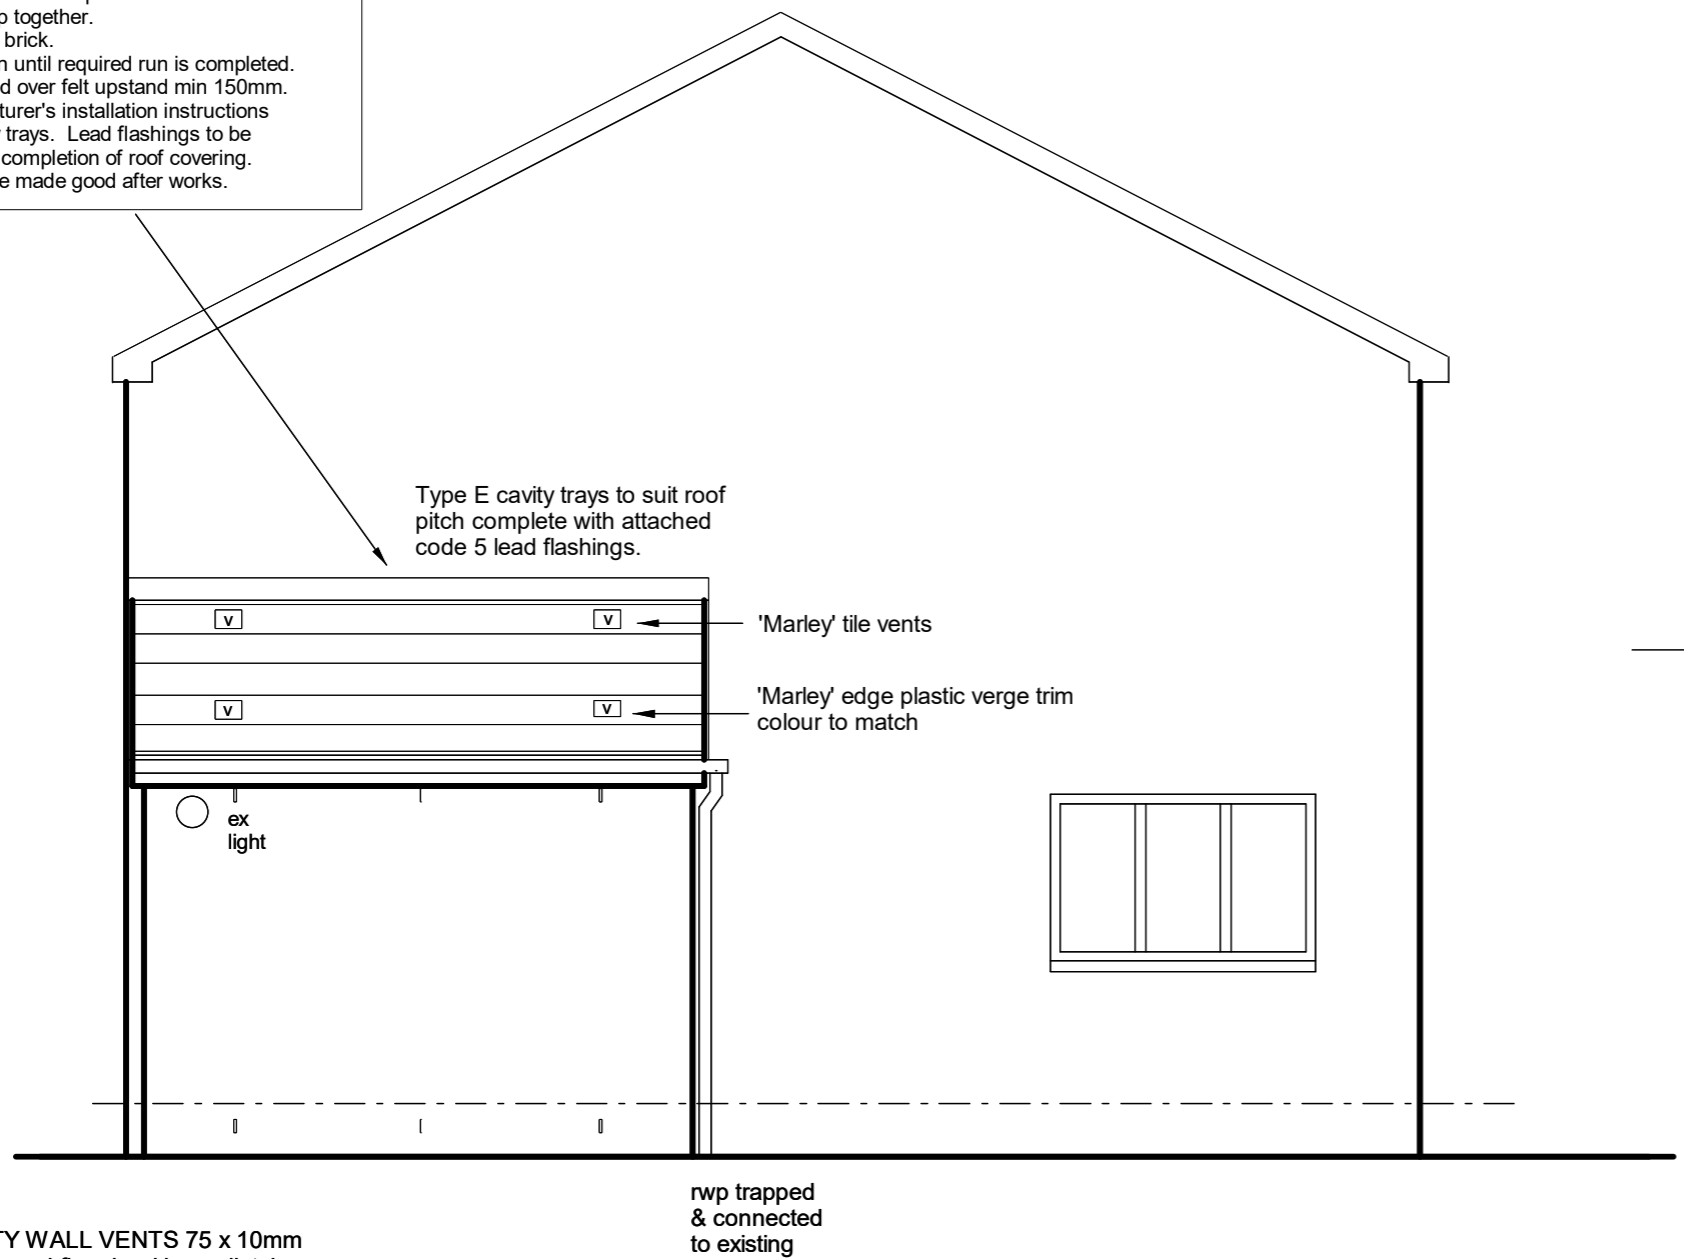 together.
brick.
until required run is completed.
over felt upstand min 150mm.
installation instructions
trays. Lead flashings to be
completion of roof covering.
made good after works.
Type E cavity trays to suit roof
pitch complete with attached
code 5 lead flashings.
V
V
'Marley' tile vents
V
V
'Marley' edge plastic verge trim
colour to match
ex
light
rwp trapped
& connected
to existing
WALL VENTS 75 x 10mm